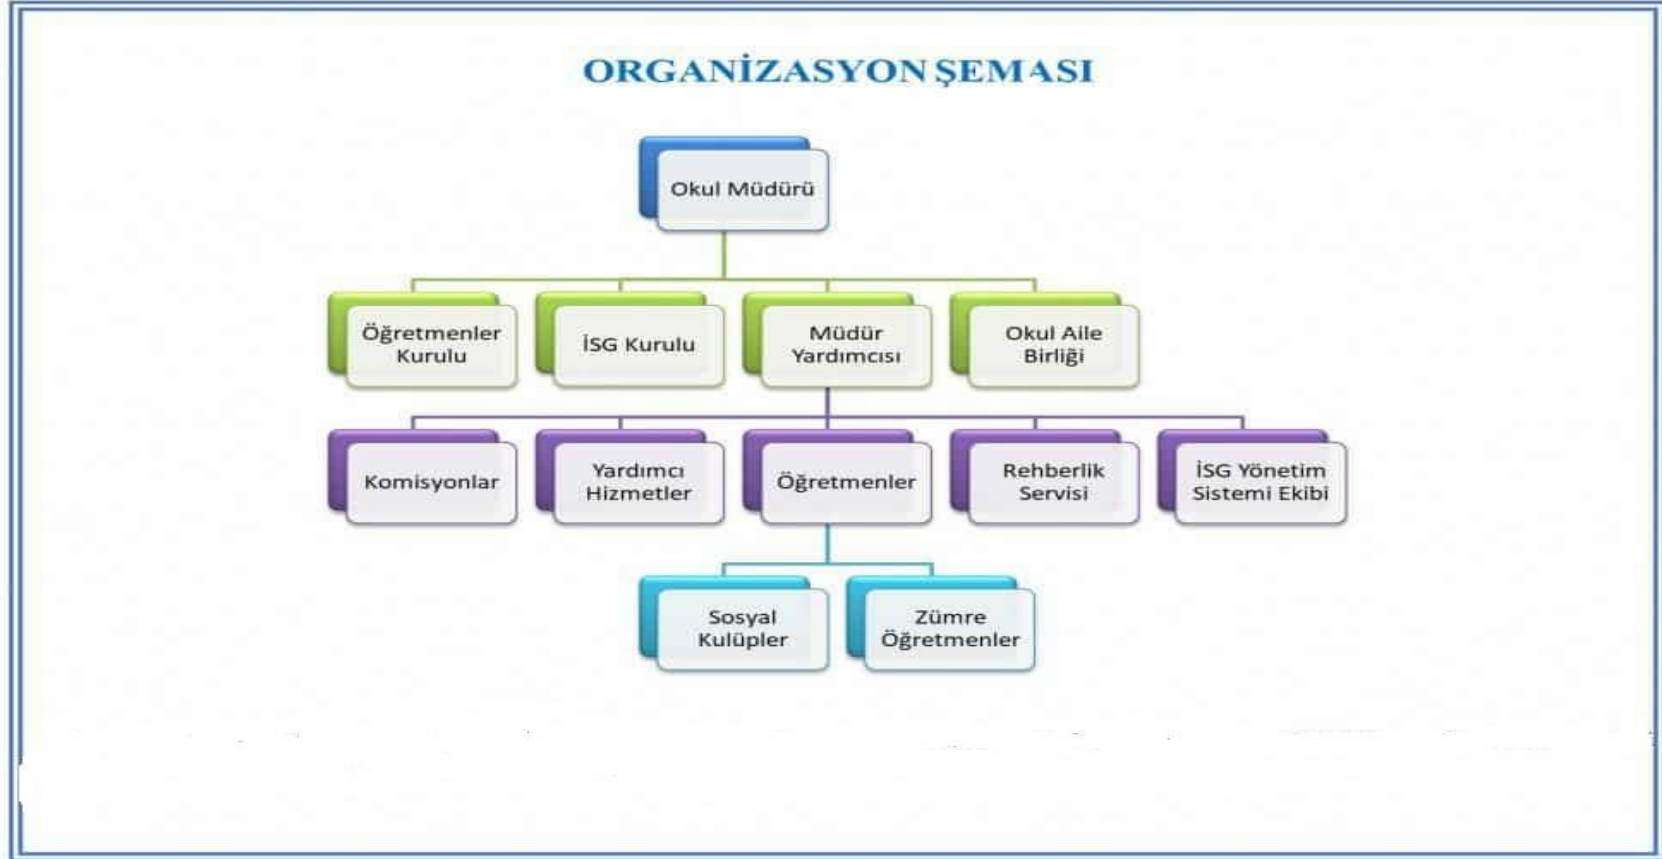 ORGANİZASYON ŞEMASI
Okul Müdürü
Öğretmenler
Kurulu
İSG Kurulu
Müdür
Yardımcısı
Okul Aile
Birliği
Komisyonlar
Yardımcı
Hizmetler
Öğretmenler
Rehberlik
Servisi
İSG Yönetim
Sistemi Ekibi
Sosyal
Kulüpler
Zümre
Öğretmenler